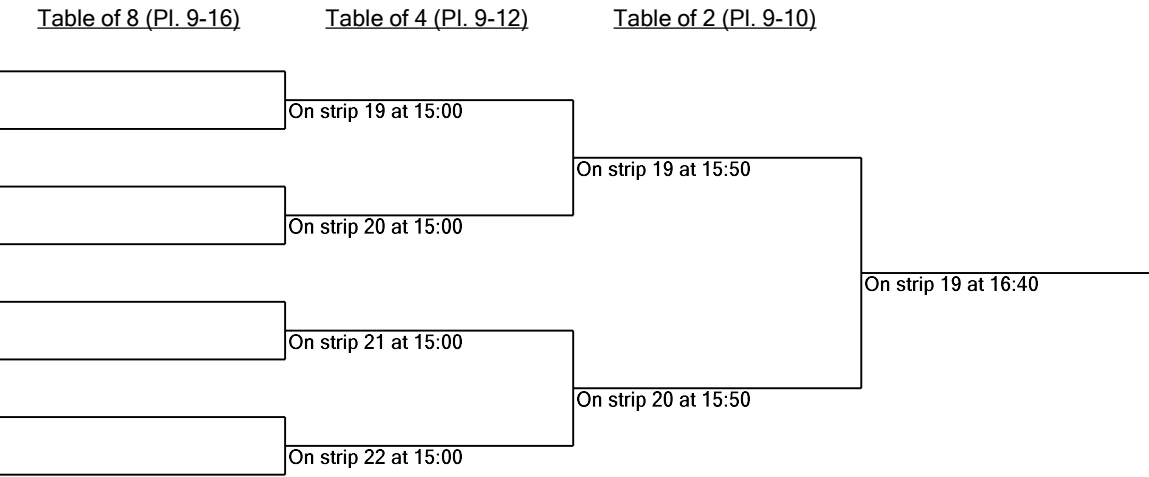 Table of 8 (Pl. 9-16) Table of 4 (Pl. 9-12) Table of 2 (Pl. 9-10)
On strip 19 at 15:00
On strip 19 at 15:50
On strip 20 at 15:00
On strip 19 at 16:40
On strip 21 at 15:00
On strip 20 at 15:50
On strip 22 at 15:00